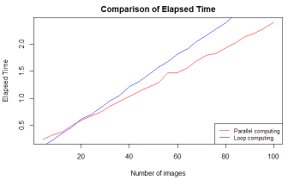 Comparison of Elapsed Time
Elapsed Time
2.0
1.5
1.0
0.5
20
40
60
80
100
Number of images
Parallel computing
Loop computing